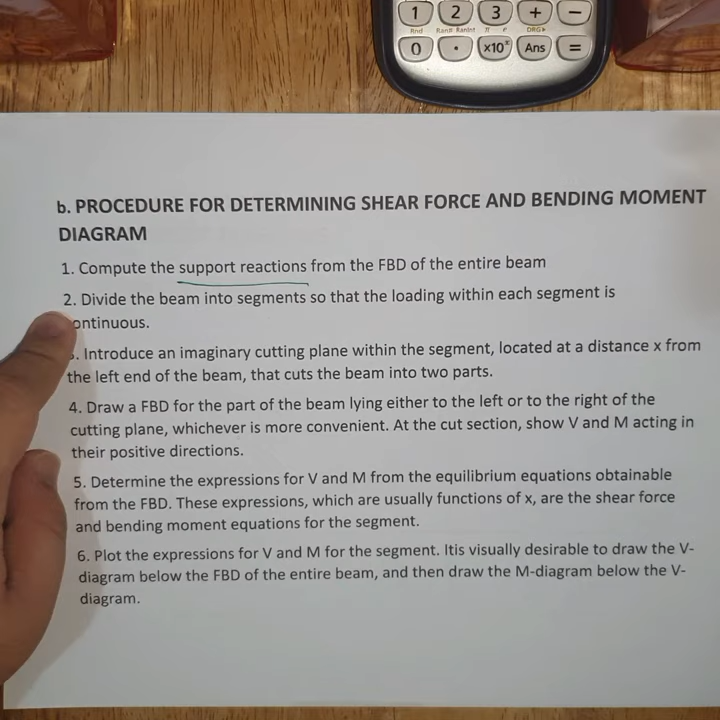 1 2 3 + −
Rnd Ran# RanInt π e DRG▸
0 • ×10ˣ Ans =
b. PROCEDURE FOR DETERMINING SHEAR FORCE AND BENDING MOMENT
DIAGRAM
1. Compute the support reactions from the FBD of the entire beam
2. Divide the beam into segments so that the loading within each segment is
ontinuous.
. Introduce an imaginary cutting plane within the segment, located at a distance x from
the left end of the beam, that cuts the beam into two parts.
4. Draw a FBD for the part of the beam lying either to the left or to the right of the
cutting plane, whichever is more convenient. At the cut section, show V and M acting in
their positive directions.
5. Determine the expressions for V and M from the equilibrium equations obtainable
from the FBD. These expressions, which are usually functions of x, are the shear force
and bending moment equations for the segment.
6. Plot the expressions for V and M for the segment. Itis visually desirable to draw the V-
diagram below the FBD of the entire beam, and then draw the M-diagram below the V-
diagram.